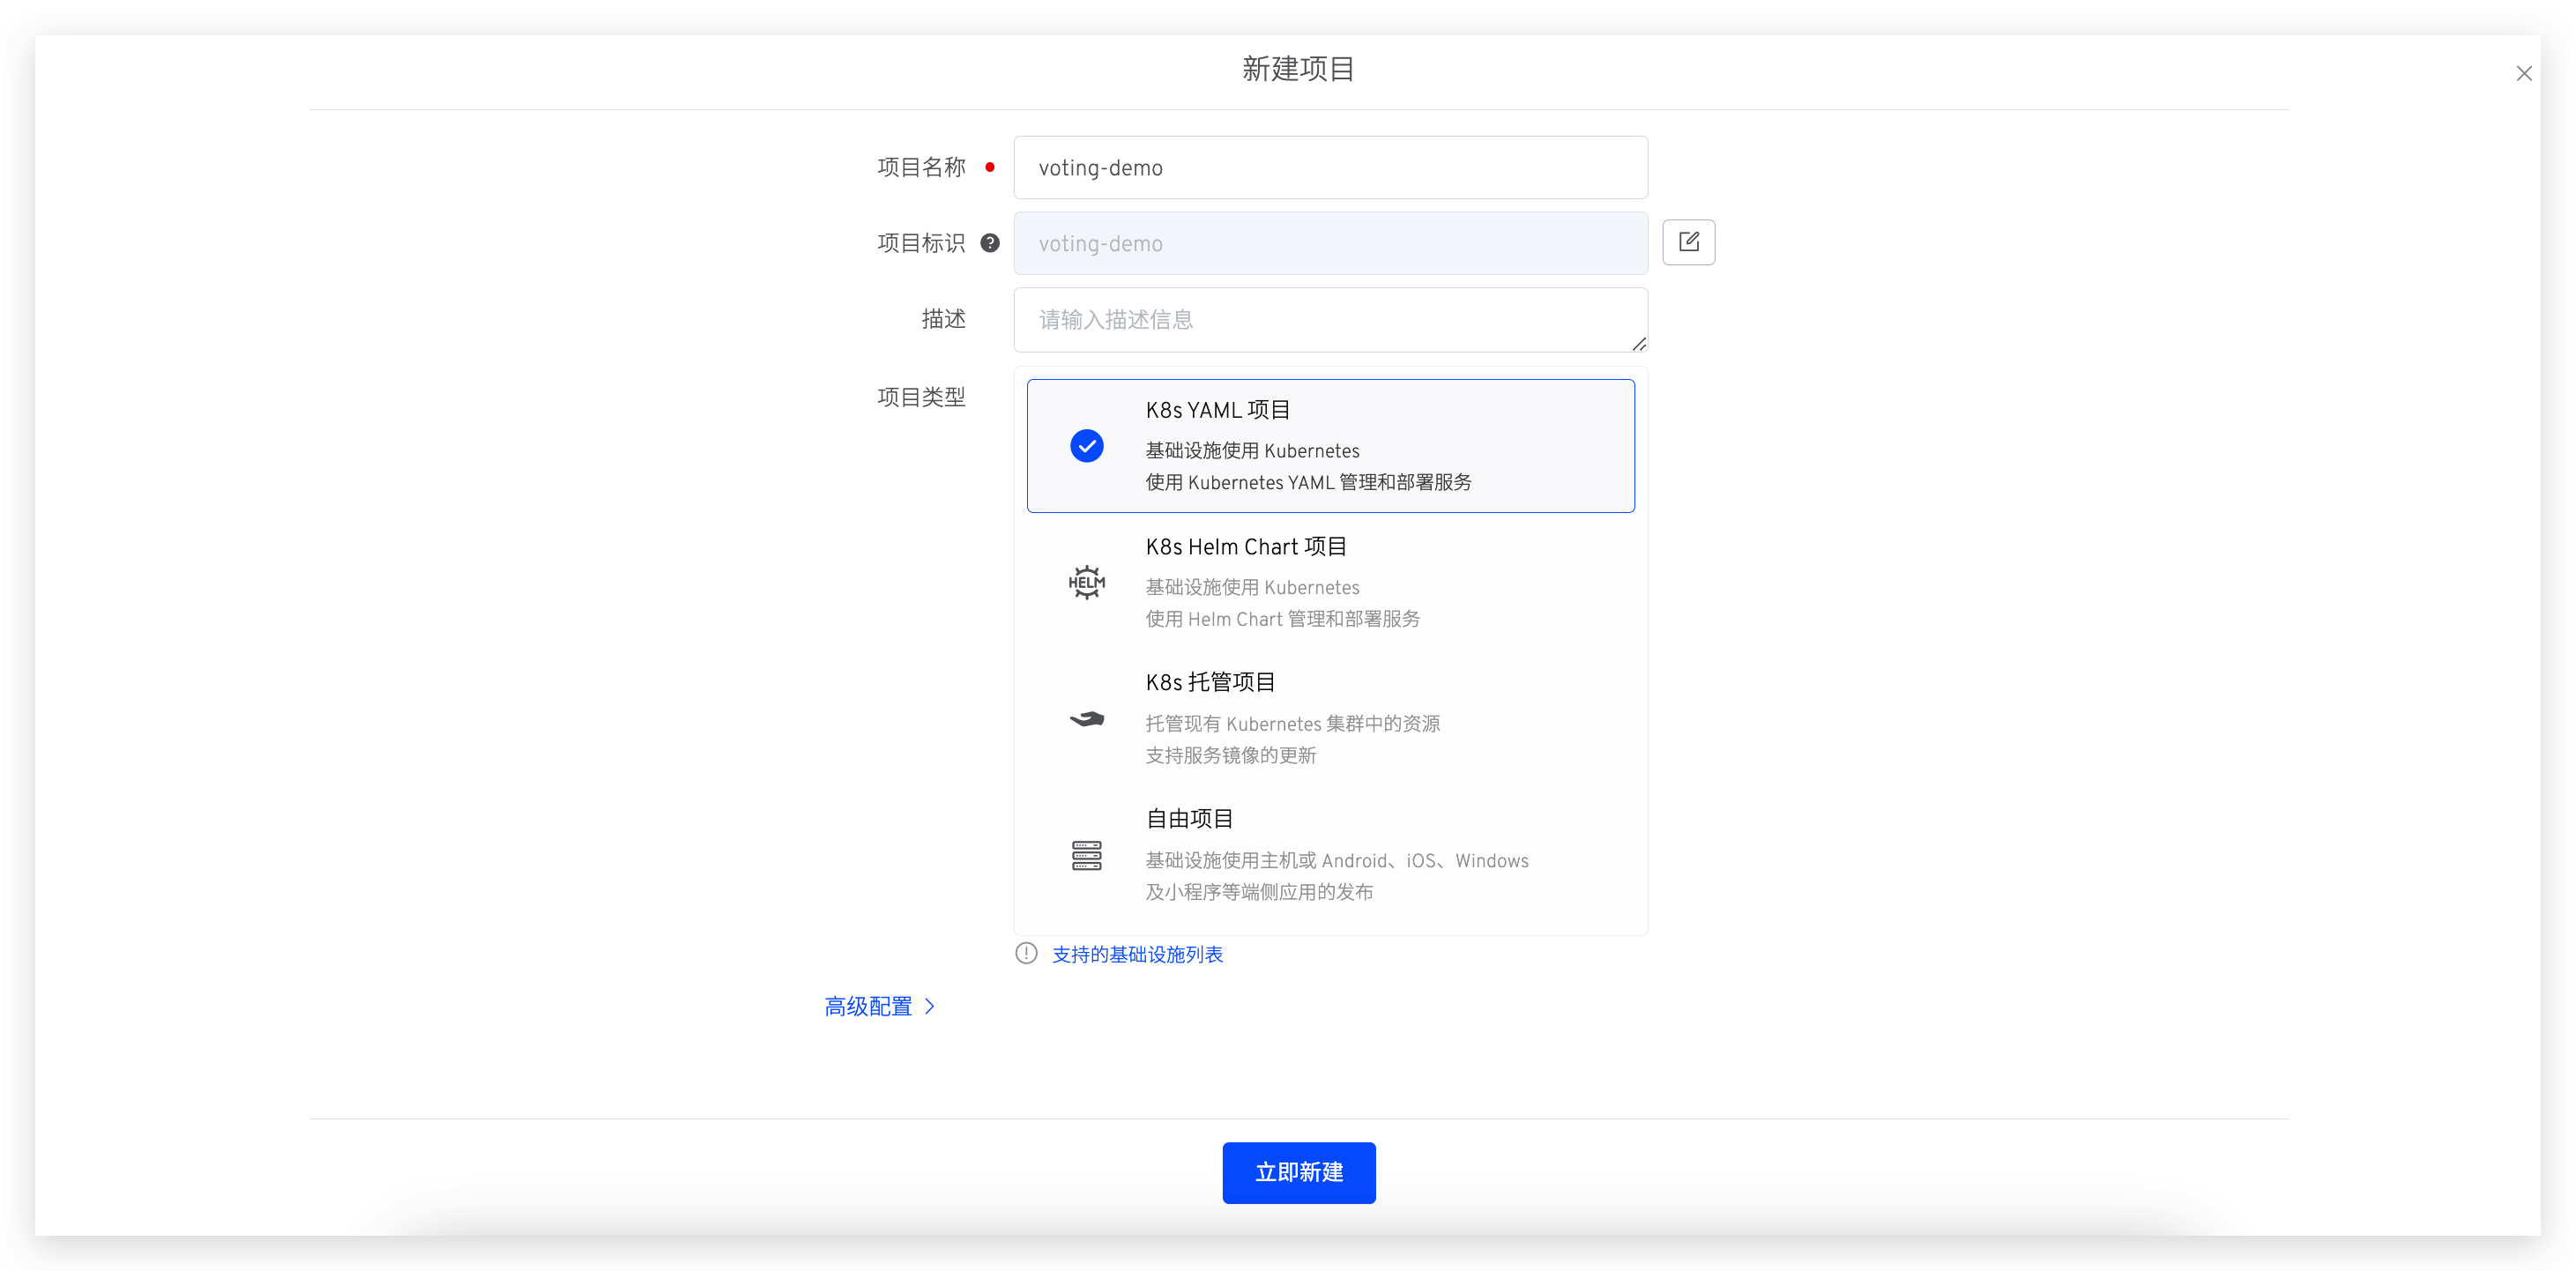 新建项目
项目名称
voting-demo
项目标识
voting-demo
描述
请输入描述信息
项目类型
K8s YAML 项目
基础设施使用 Kubernetes
使用 Kubernetes YAML 管理和部署服务
HELM
K8s Helm Chart 项目
基础设施使用 Kubernetes
使用 Helm Chart 管理和部署服务
K8s 托管项目
托管现有 Kubernetes 集群中的资源
支持服务镜像的更新
自由项目
基础设施使用主机或 Android、iOS、Windows
及小程序等端侧应用的发布
支持的基础设施列表
高级配置
立即新建